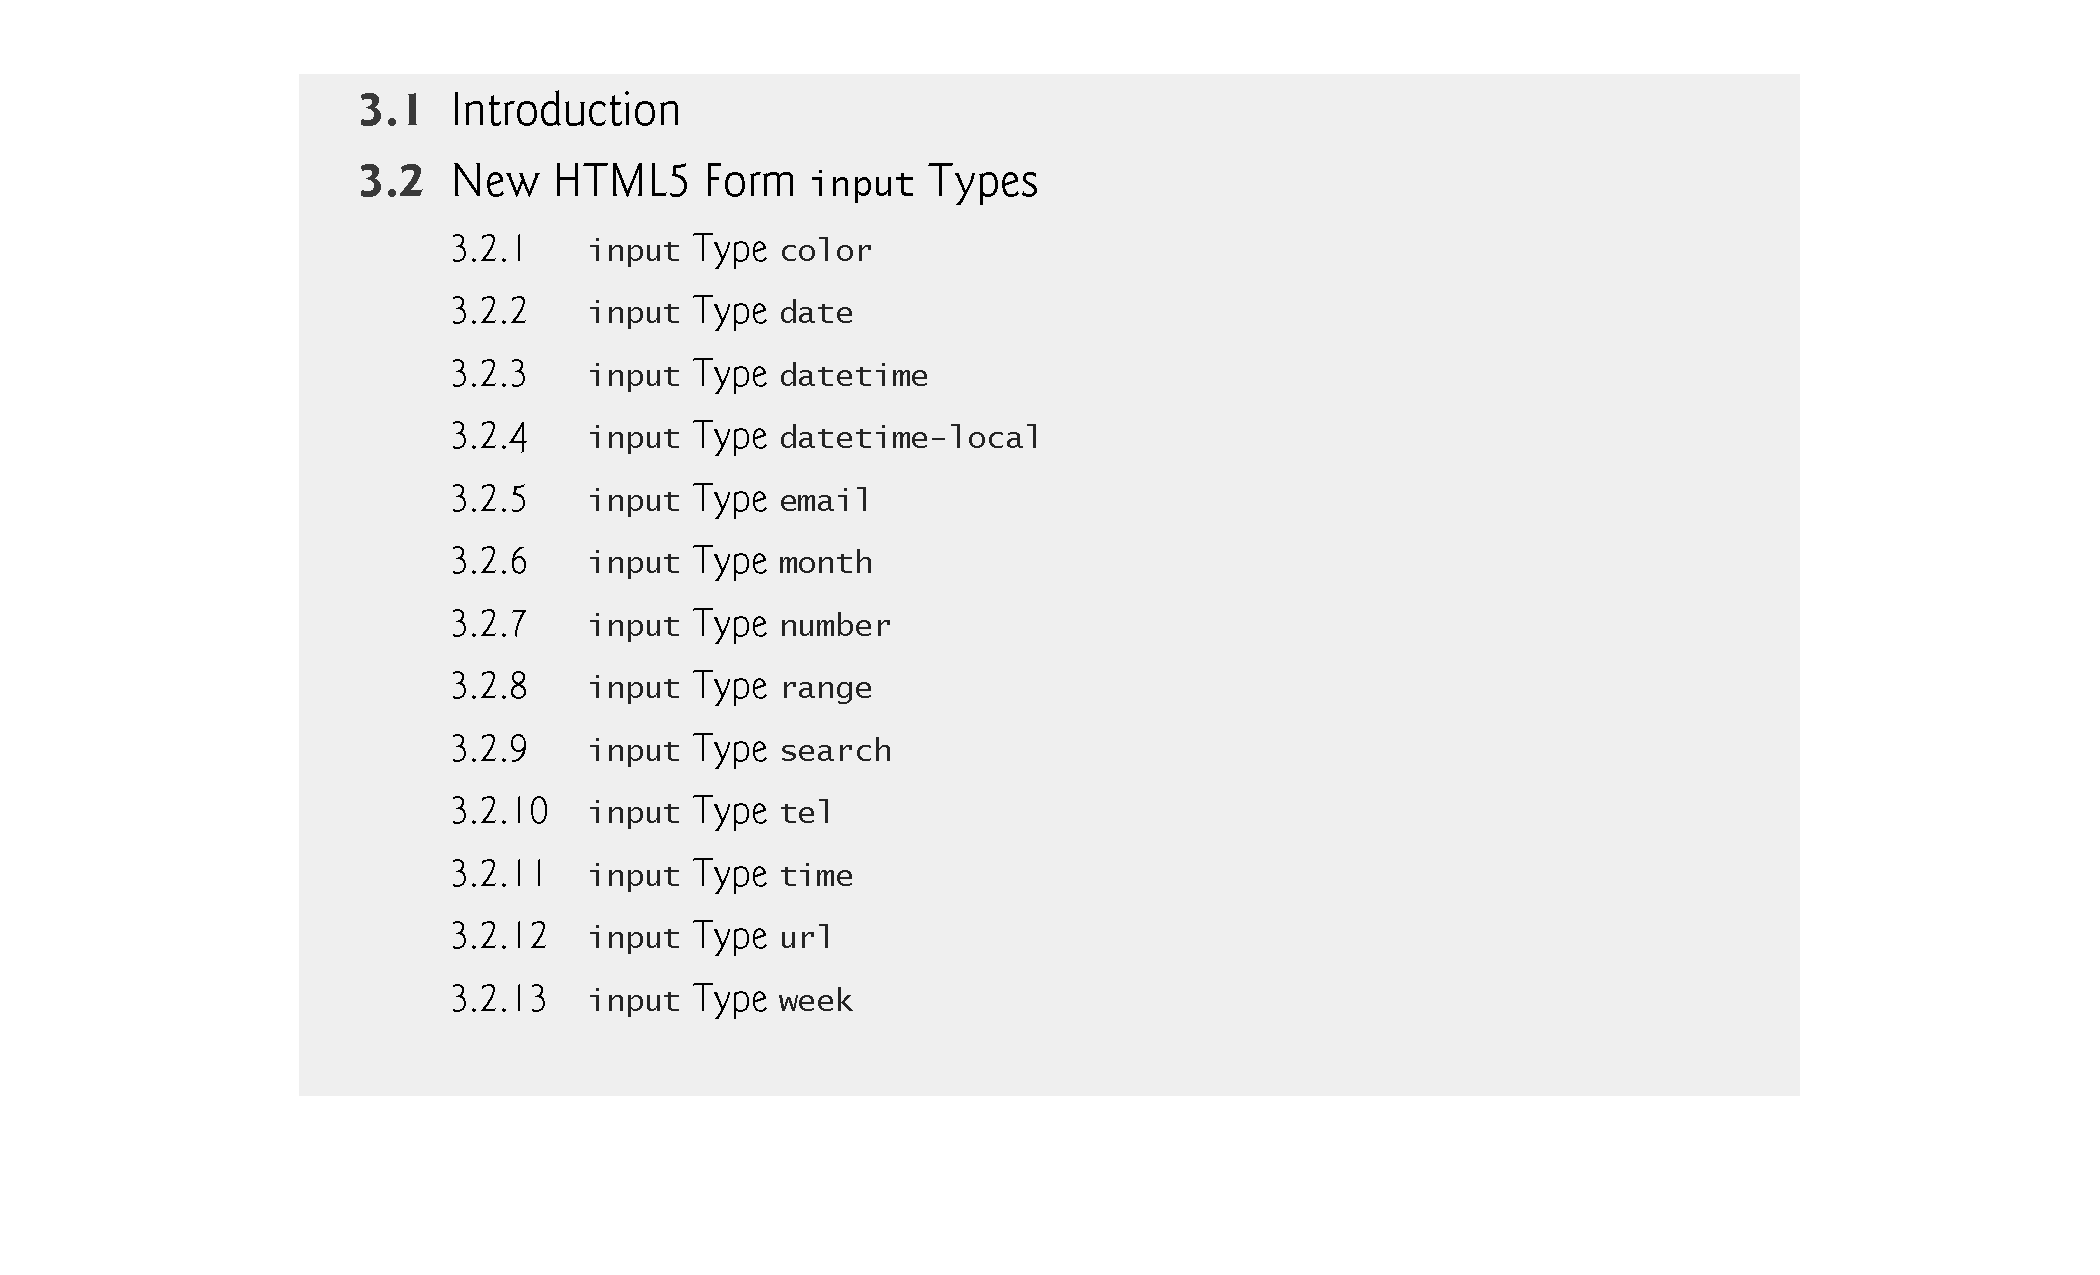 3.1 Introduction
3.2 New HTML5 Form input Types
3.2.1 input Type color
3.2.2 input Type date
3.2.3 input Type datetime
3.2.4 input Type datetime-local
3.2.5 input Type email
3.2.6 input Type month
3.2.7 input Type number
3.2.8 input Type range
3.2.9 input Type search
3.2.10 input Type tel
3.2.11 input Type time
3.2.12 input Type url
3.2.13 input Type week